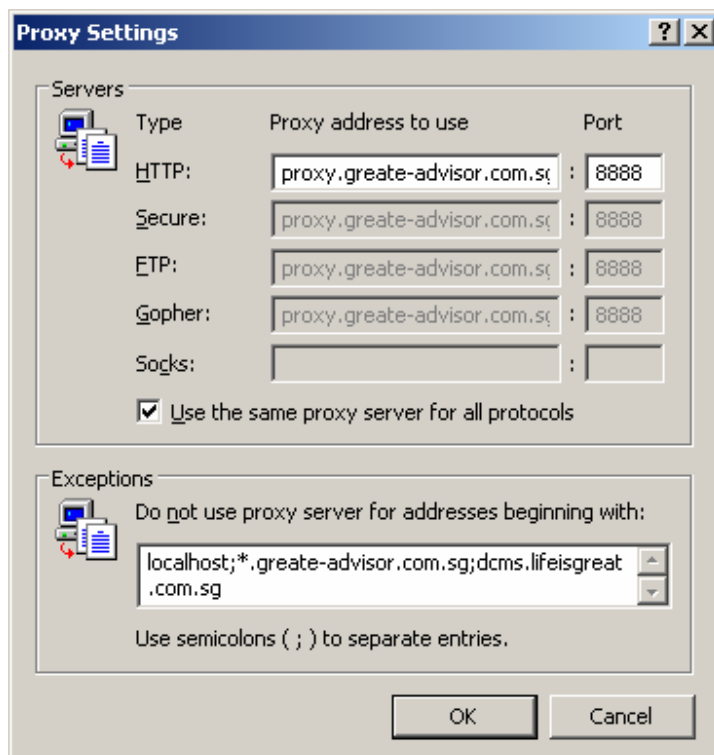 Proxy Settings
Servers
Type Proxy address to use Port
HTTP: proxy.greate-advisor.com.sg : 8888
Secure: proxy.greate-advisor.com.sg : 8888
FTP: proxy.greate-advisor.com.sg : 8888
Gopher: proxy.greate-advisor.com.sg : 8888
Socks: :
Use the same proxy server for all protocols
Exceptions
Do not use proxy server for addresses beginning with:
localhost;*.greate-advisor.com.sg;dcms.lifeisgreat
.com.sg
Use semicolons ( ; ) to separate entries.
OK Cancel